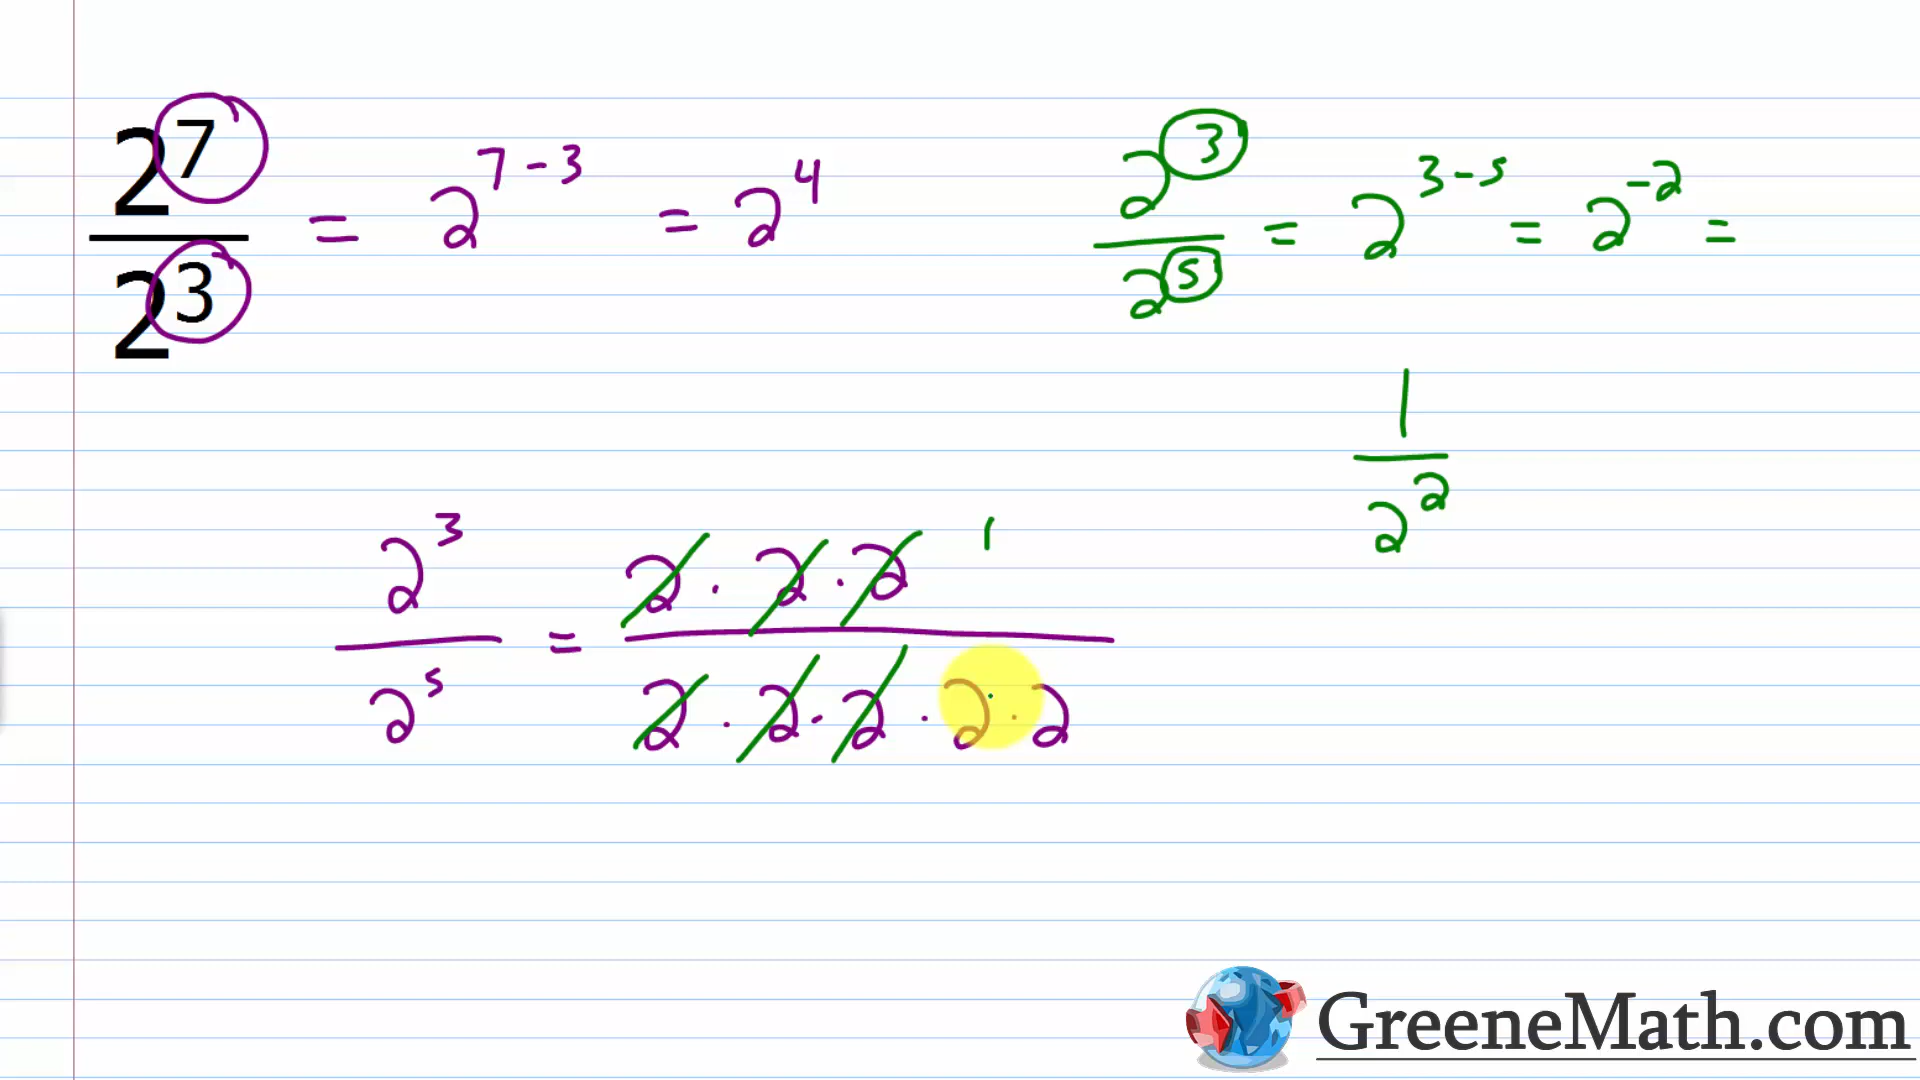 2^7/2^3 = 2^(7-3) = 2^4
2^3/2^5 = 2^(3-5) = 2^-2 =
1/2^2
2^3/2^5 = 2·2·2 1/2·2·2·2·2
GreeneMath.com